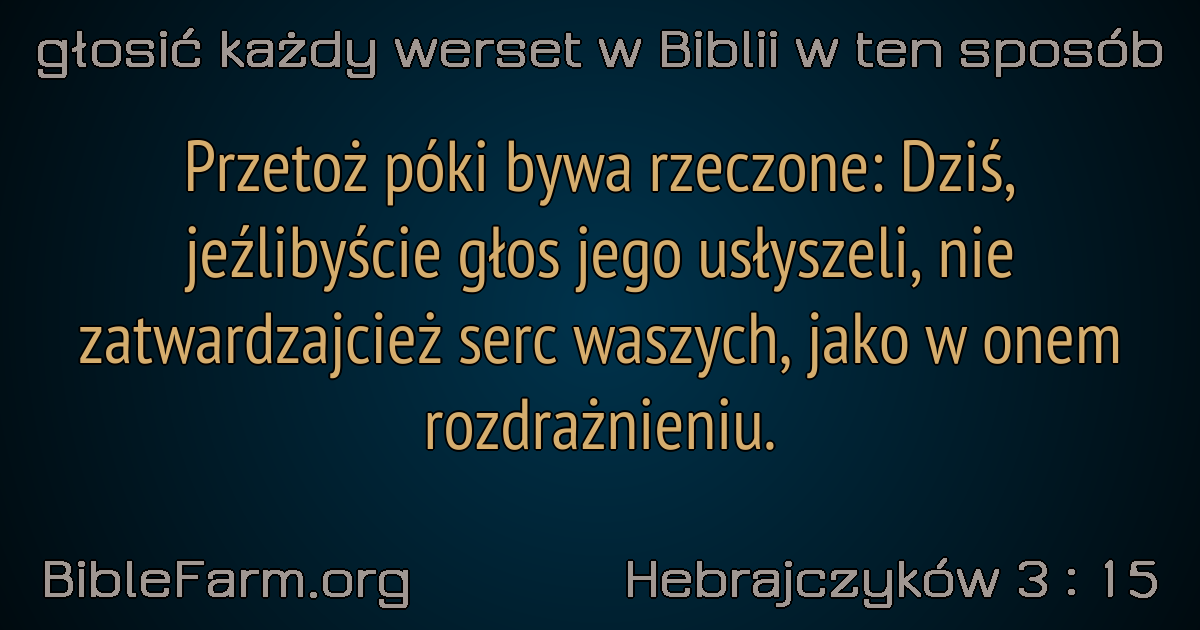 głosić każdy werset w Biblii w ten sposób
Przetoż póki bywa rzeczone: Dziś,
jeźlibyście głos jego usłyszeli, nie
zatwardzajcież serc waszych, jako w onem
rozdrażnieniu.
BibleFarm.org
Hebrajczyków 3 : 15